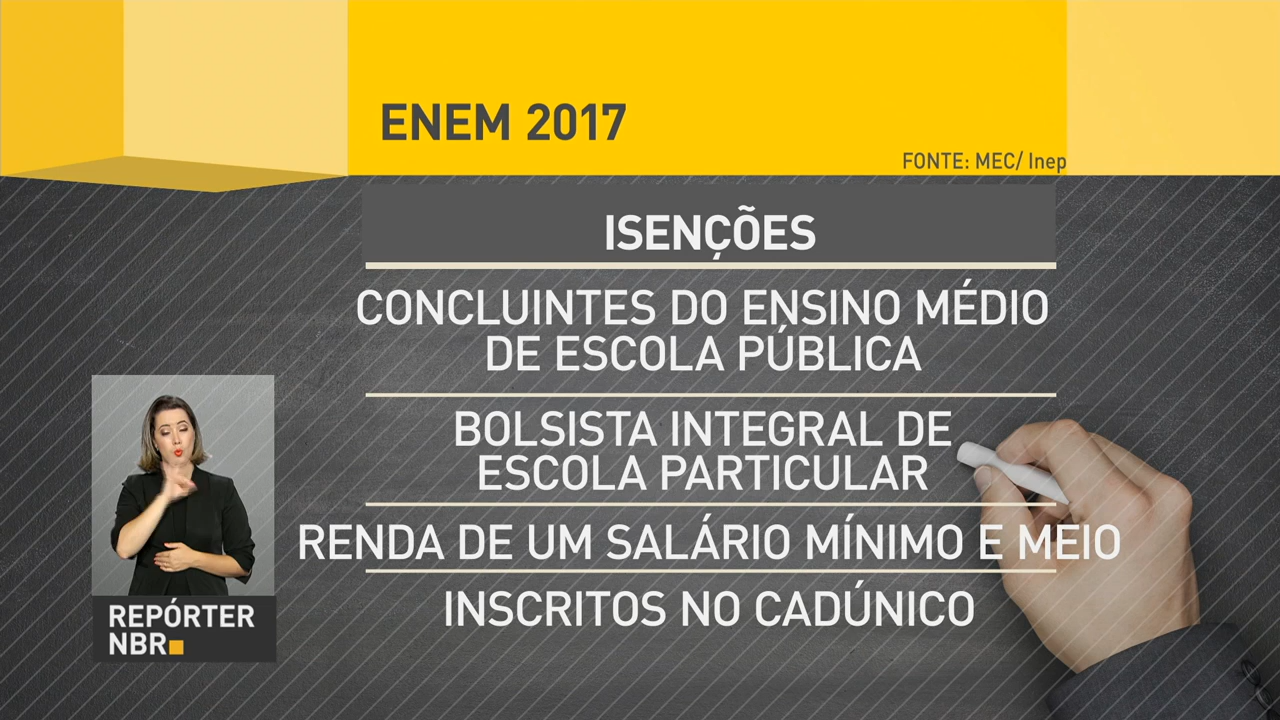 ENEM 2017
FONTE: MEC/ Inep
ISENÇÕES
CONCLUINTES DO ENSINO MÉDIO
DE ESCOLA PÚBLICA
BOLSISTA INTEGRAL DE
ESCOLA PARTICULAR
RENDA DE UM SALÁRIO MÍNIMO E MEIO
INSCRITOS NO CADÚNICO
REPÓRTER
NBR